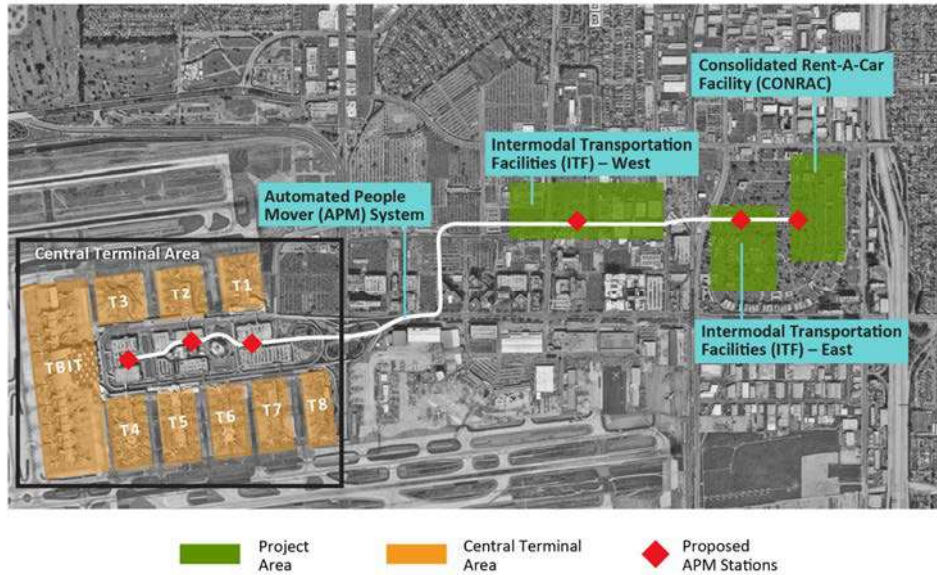 Consolidated Rent-A-Car
Facility (CONRAC)
Intermodal Transportation
Facilities (ITF) – West
Automated People
Mover (APM) System
Central Terminal Area
T3
T2
T1
TBIT
T4
T5
T6
T7
T8
Intermodal Transportation
Facilities (ITF) – East
Project
Area
Central Terminal
Area
Proposed
APM Stations